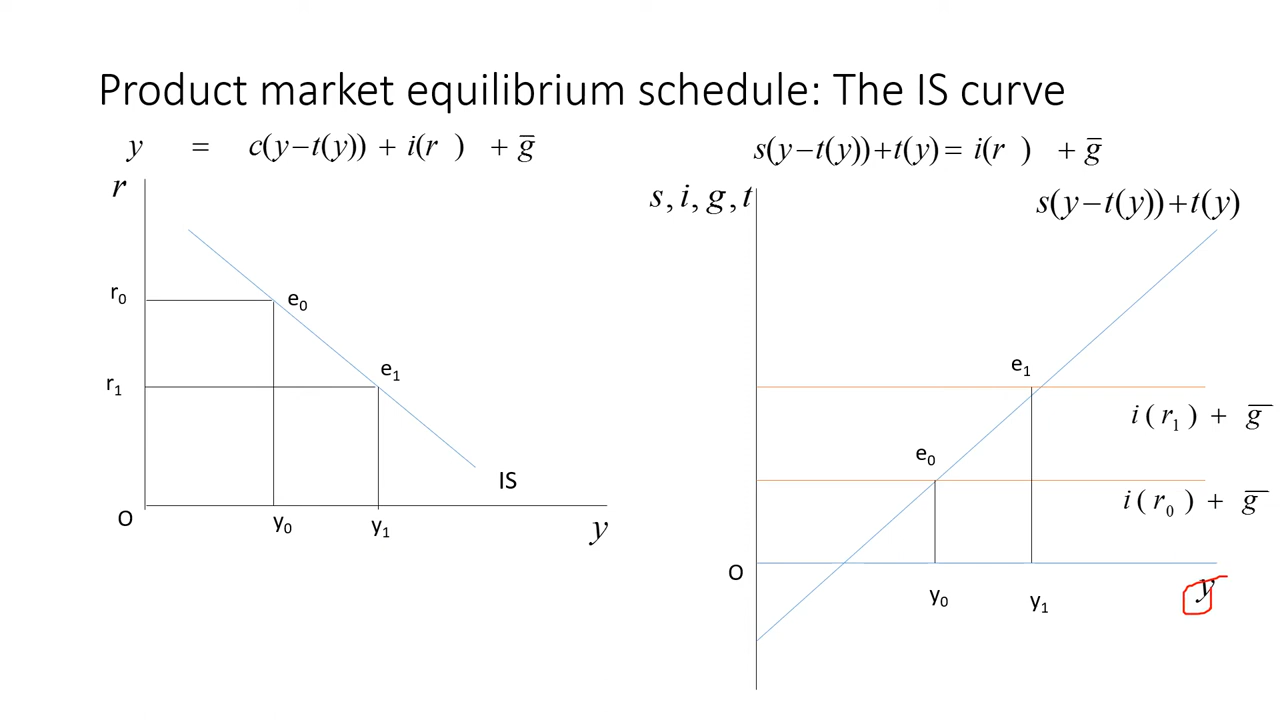 Product market equilibrium schedule: The IS curve
y = c(y−t(y)) + i(r ) + g̅
s(y−t(y))+t(y)= i(r ) + g̅
r
s, i, g, t
s(y−t(y))+t(y)
r₀
e₀
r₁
e₁
IS
O
y₀
y₁
y
e₁
i(r₁) + g̅
e₀
i(r₀) + g̅
O
y₀
y₁
y